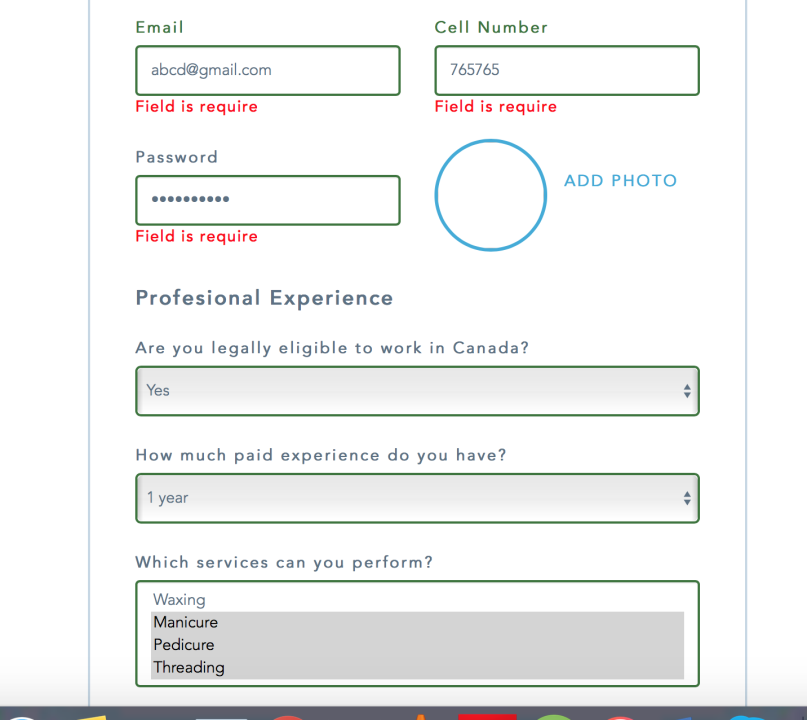 Email Cell Number
abcd@gmail.com 765765
Field is require Field is require
Password
ADD PHOTO
••••••••••
Field is require
Profesional Experience
Are you legally eligible to work in Canada?
Yes
How much paid experience do you have?
1 year
Which services can you perform?
Waxing
Manicure
Pedicure
Threading